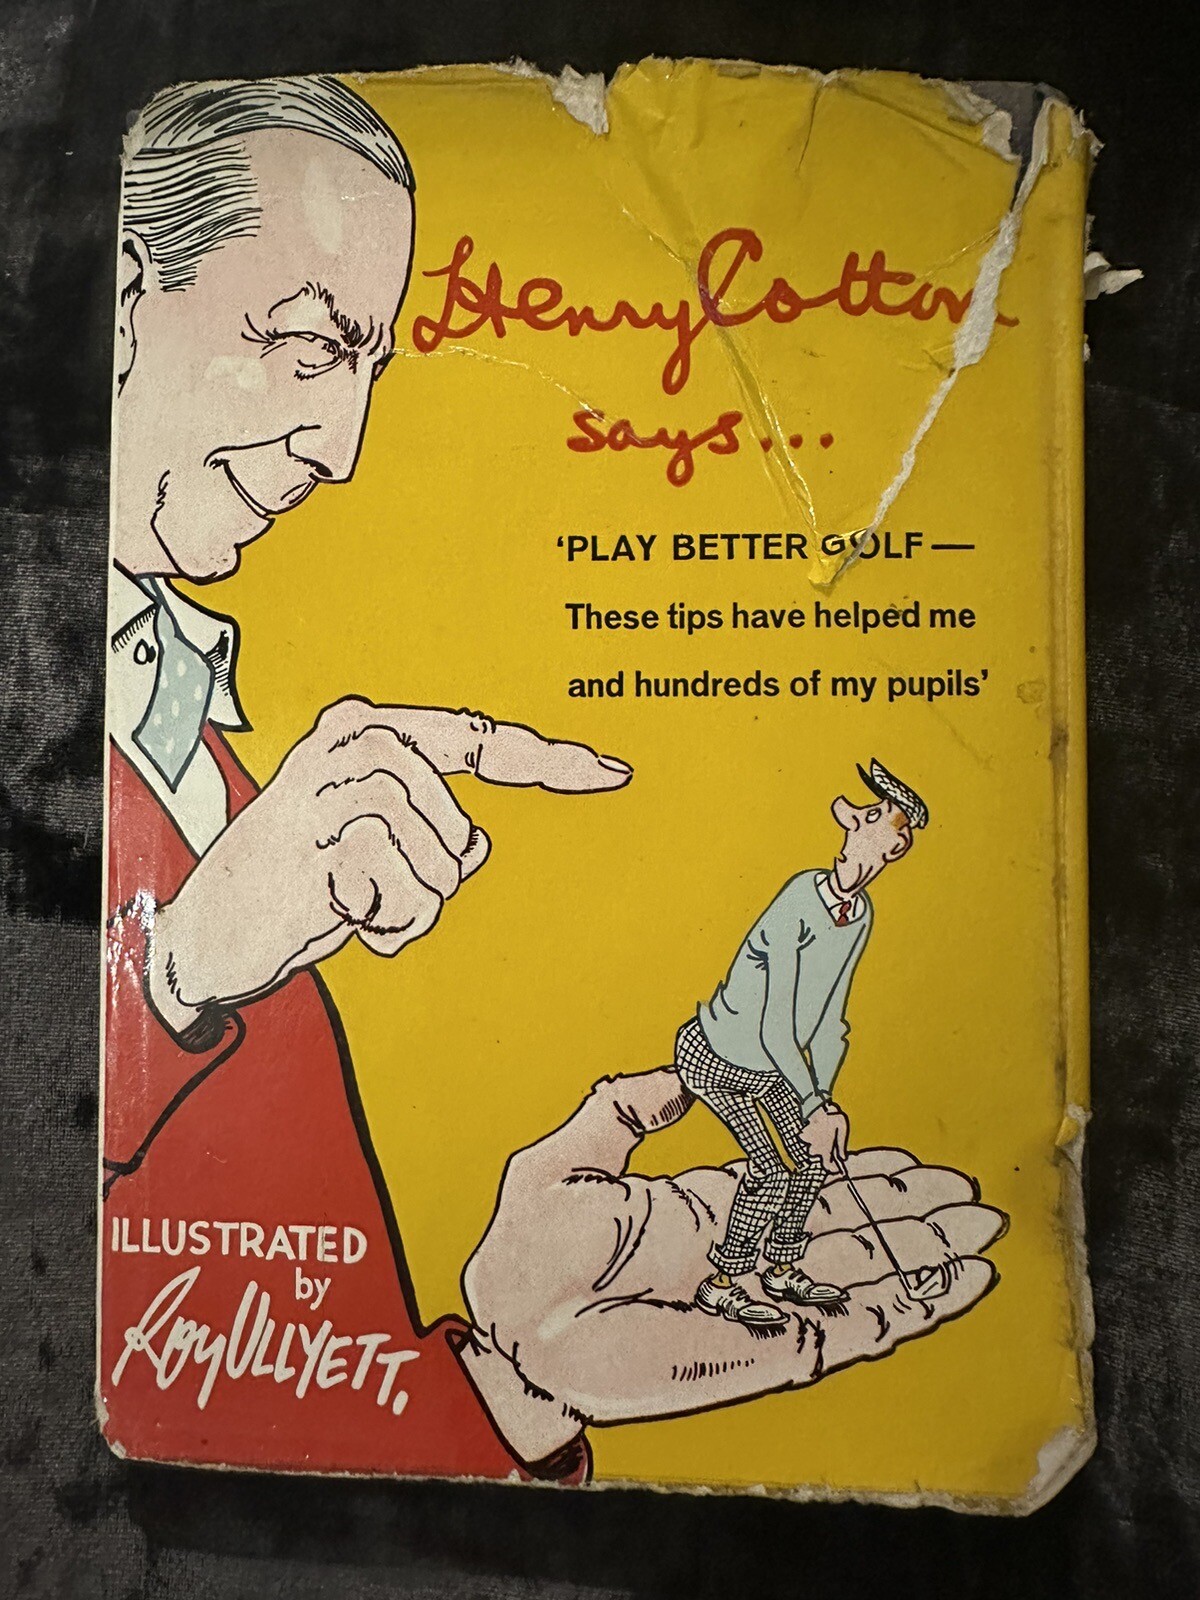 Henry Cotton
says...
‘PLAY BETTER GOLF—
These tips have helped me
and hundreds of my pupils’
ILLUSTRATED
by
Roy ULLYETT.